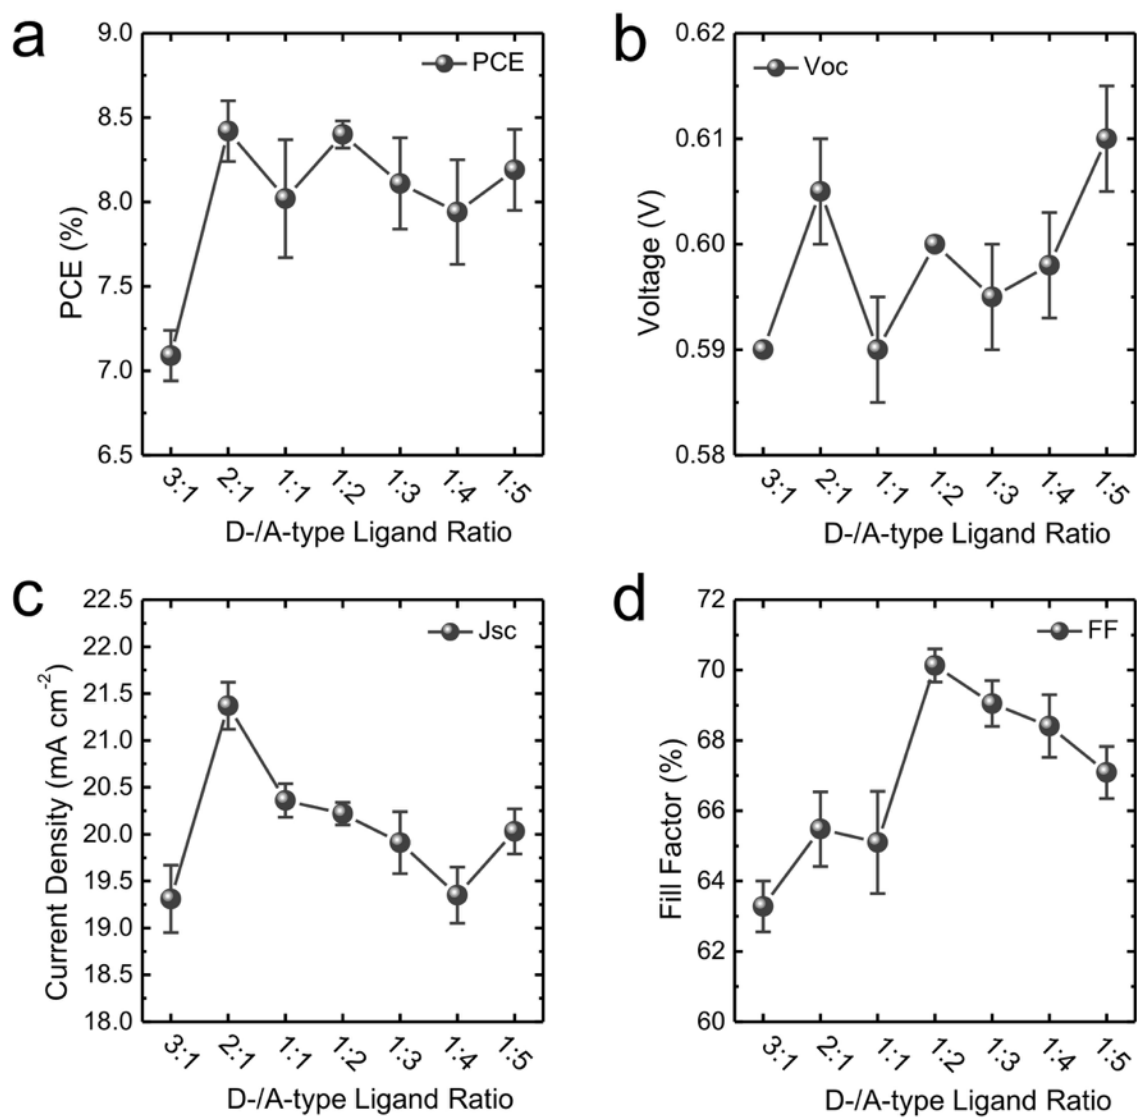 a
PCE
9.0
8.5
8.0
7.5
7.0
6.5
PCE (%)
3:1 2:1 1:1 1:2 1:3 1:4 1:5
D-/A-type Ligand Ratio
b
Voc
0.62
0.61
0.60
0.59
0.58
Voltage (V)
3:1 2:1 1:1 1:2 1:3 1:4 1:5
D-/A-type Ligand Ratio
c
Jsc
22.5
22.0
21.5
21.0
20.5
20.0
19.5
19.0
18.5
18.0
Current Density (mA cm⁻²)
3:1 2:1 1:1 1:2 1:3 1:4 1:5
D-/A-type Ligand Ratio
d
FF
72
70
68
66
64
62
60
Fill Factor (%)
3:1 2:1 1:1 1:2 1:3 1:4 1:5
D-/A-type Ligand Ratio